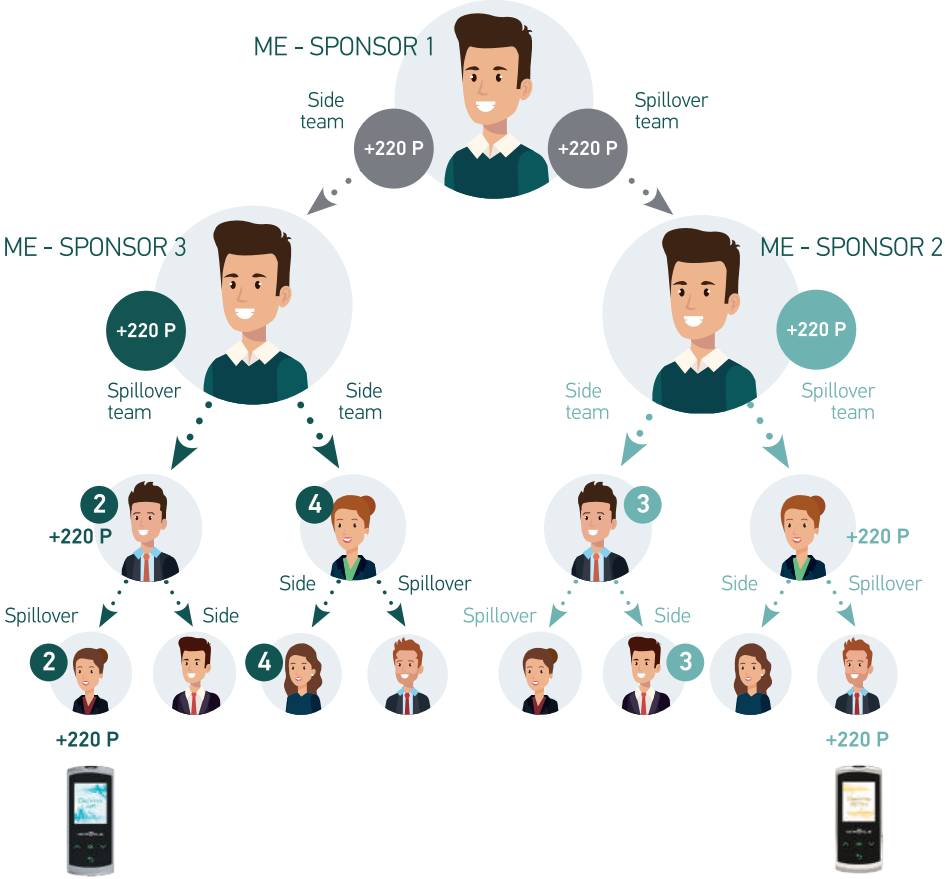 ME - SPONSOR 1
Side
team
Spillover
team
+220 P
+220 P
ME - SPONSOR 3
ME - SPONSOR 2
+220 P
+220 P
Spillover
team
Side
team
Side
team
Spillover
team
2
4
3
+220 P
+220 P
Side
Spillover
Side
Spillover
Spillover
Side
Spillover
Side
2
4
3
+220 P
+220 P